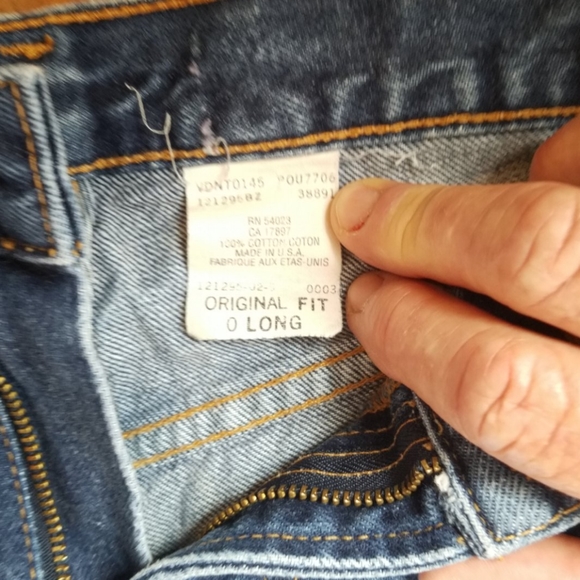 WDNT0145 POU7706
12129582 38891
RN 54023
CA 17897
100% COTTON COTON
MADE IN U.S.A.
FABRIQUE AUX ETAS-UNIS
0003
ORIGINAL FIT
0 LONG